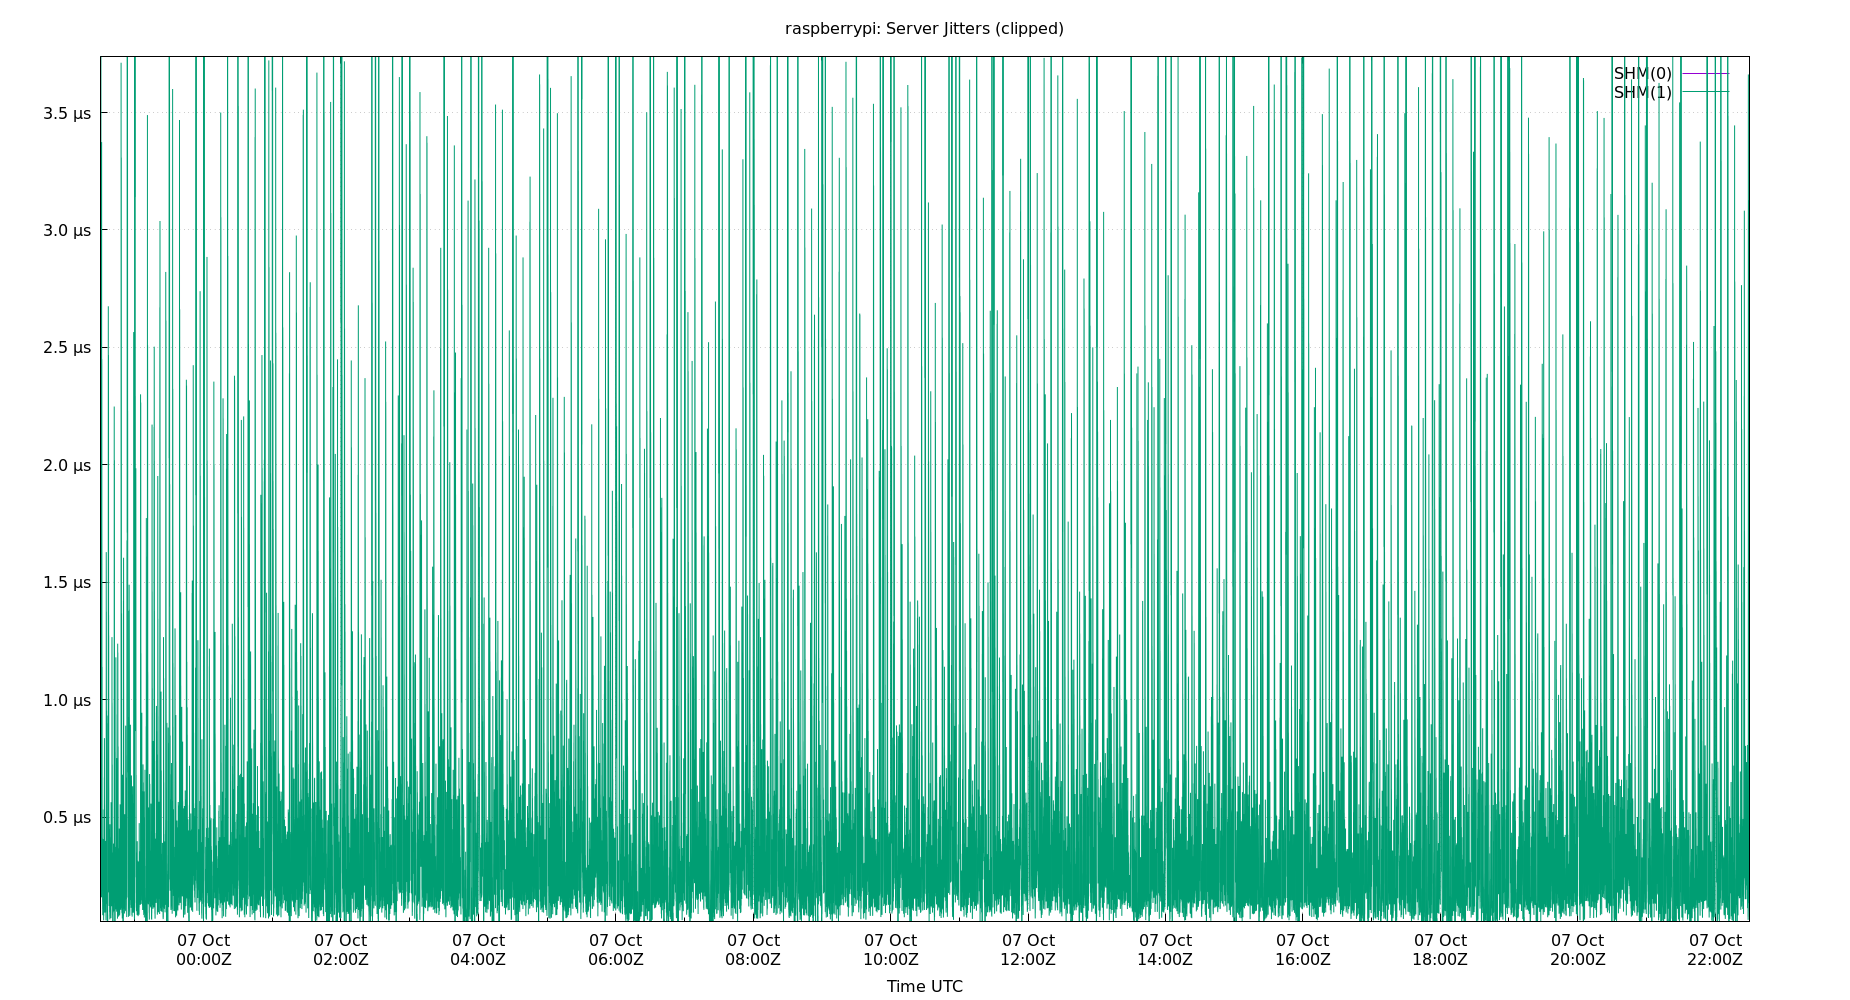 raspberrypi: Server Jitters (clipped)
SHM(0)
SHM(1)
3.5 µs
3.0 µs
2.5 µs
2.0 µs
1.5 µs
1.0 µs
0.5 µs
07 Oct 07 Oct 07 Oct 07 Oct 07 Oct 07 Oct 07 Oct 07 Oct 07 Oct 07 Oct 07 Oct 07 Oct
00:00Z 02:00Z 04:00Z 06:00Z 08:00Z 10:00Z 12:00Z 14:00Z 16:00Z 18:00Z 20:00Z 22:00Z
Time UTC